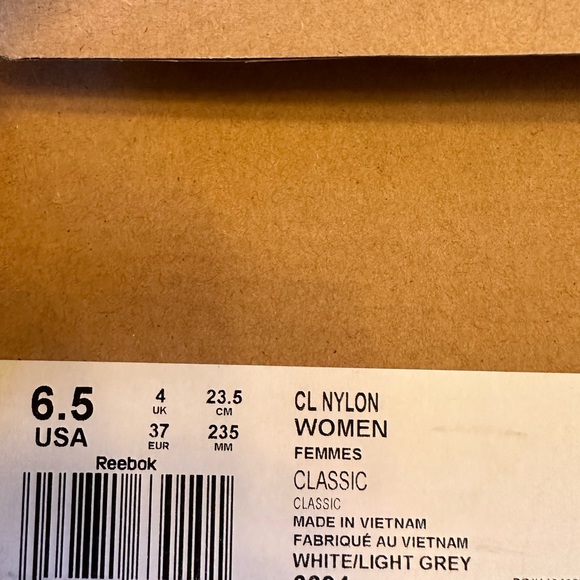 6.5
USA
4
UK
37
EUR
23.5
CM
235
MM
Reebok
CL NYLON
WOMEN
FEMMES
CLASSIC
CLASSIC
MADE IN VIETNAM
FABRIQUÉ AU VIETNAM
WHITE/LIGHT GREY